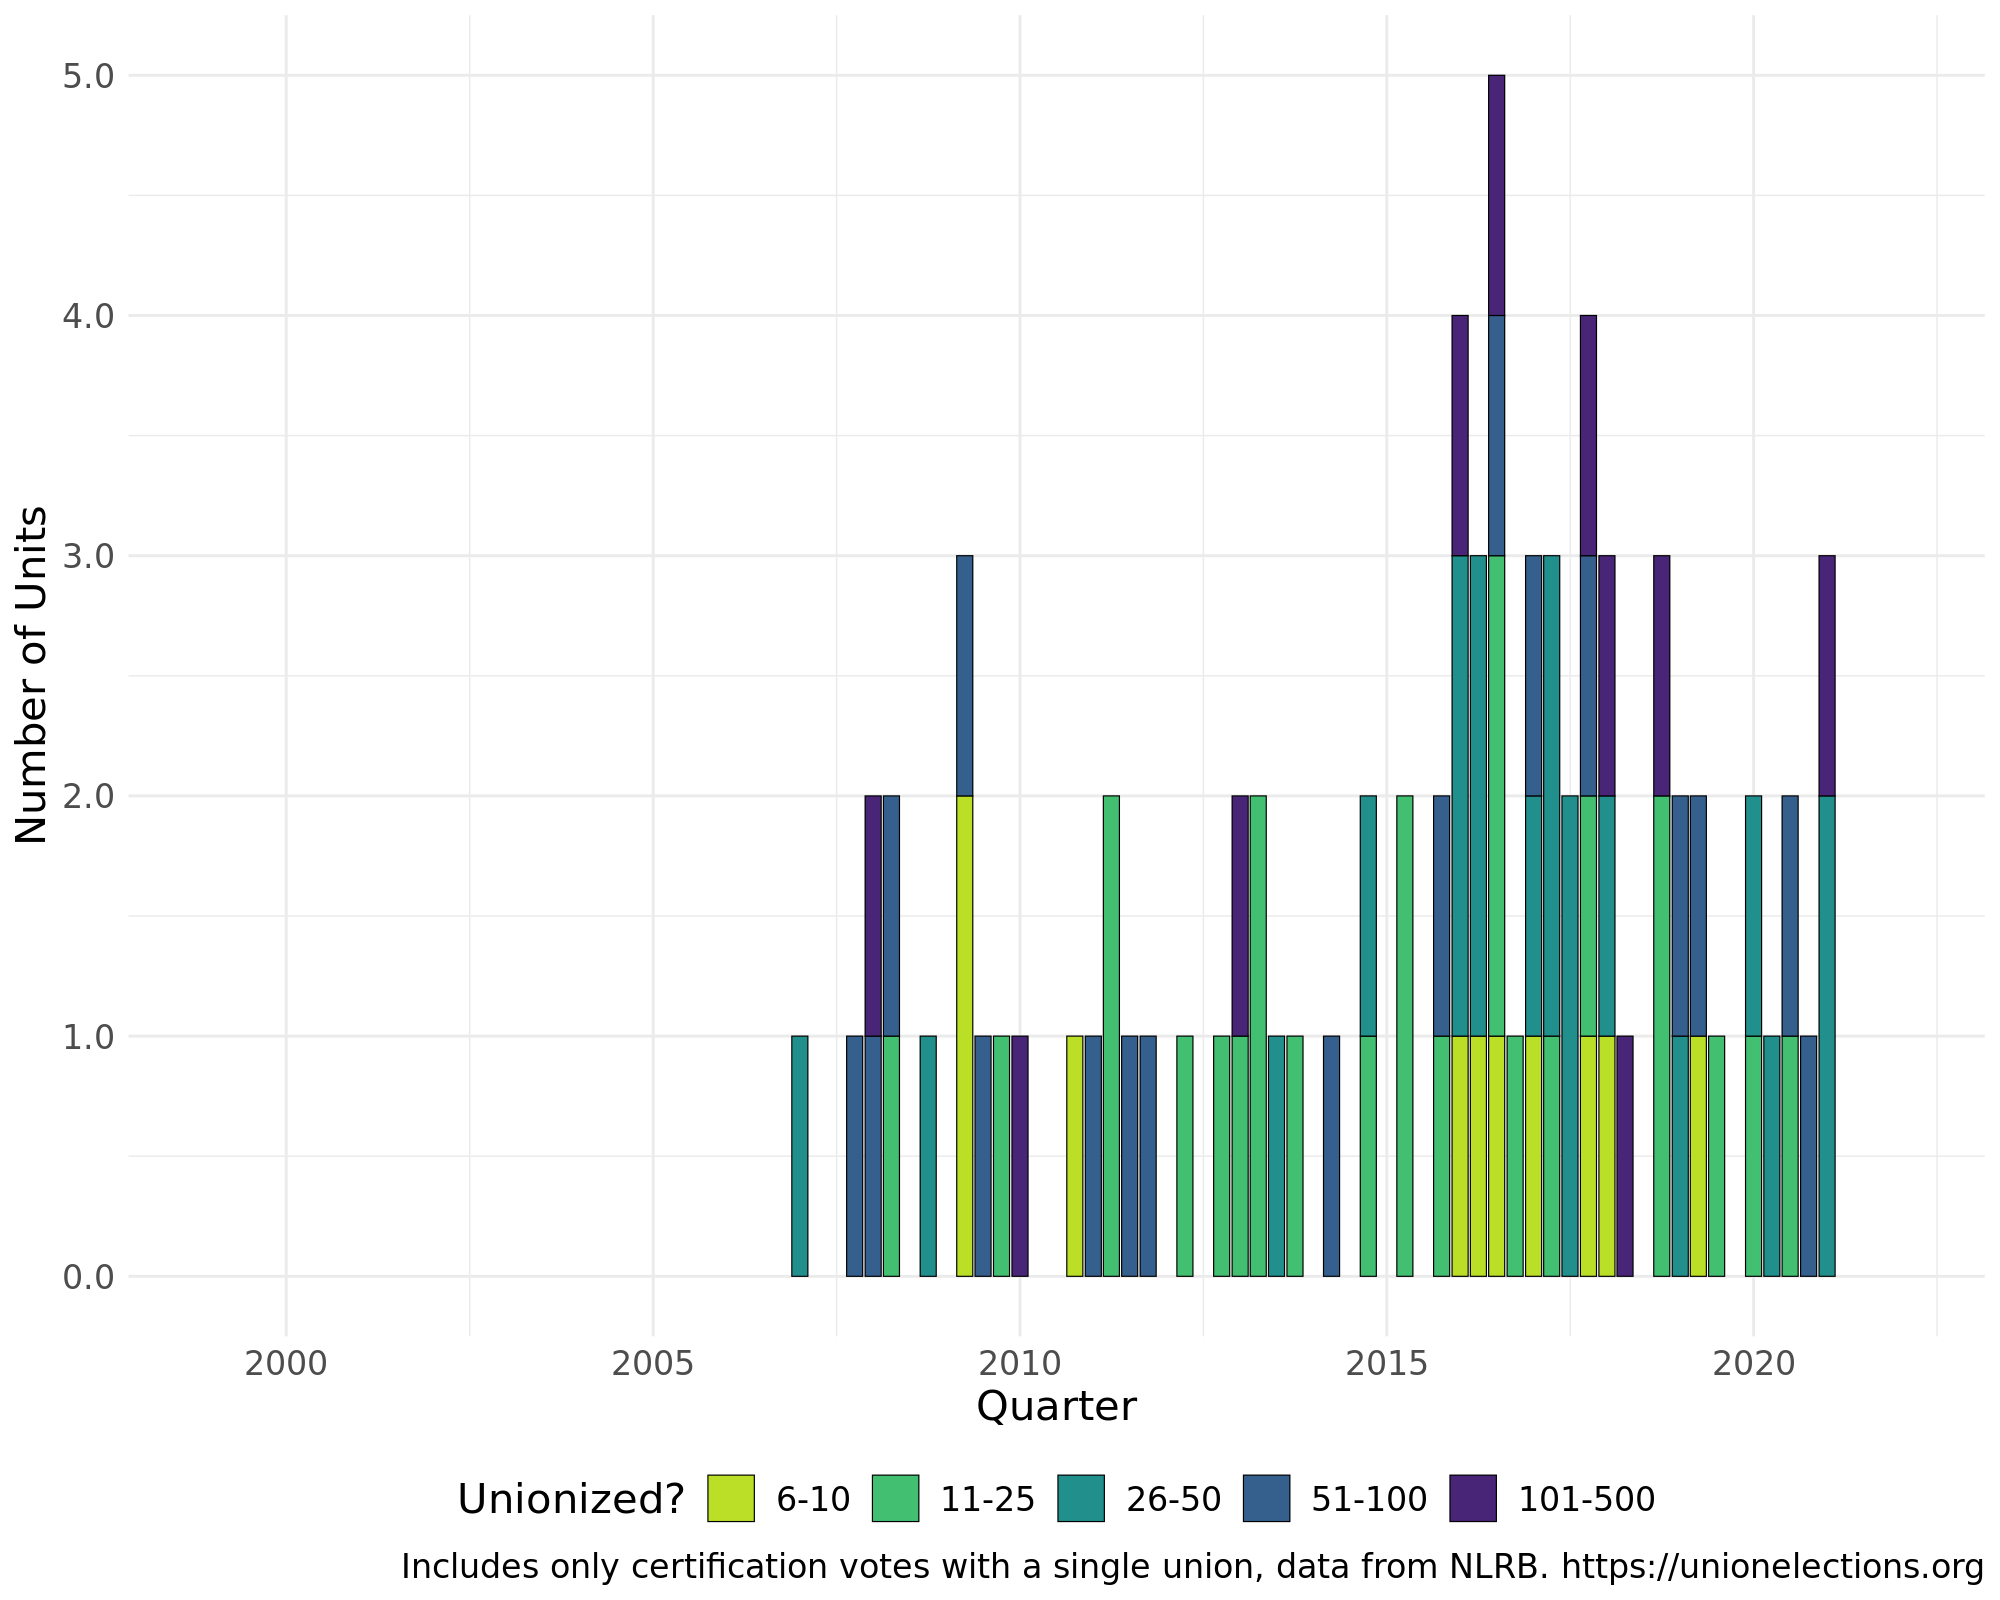 5.0
4.0
3.0
2.0
1.0
0.0
Number of Units
2000 2005 2010 2015 2020
Quarter
Unionized? 6-10 11-25 26-50 51-100 101-500
Includes only certification votes with a single union, data from NLRB. https://unionelections.org